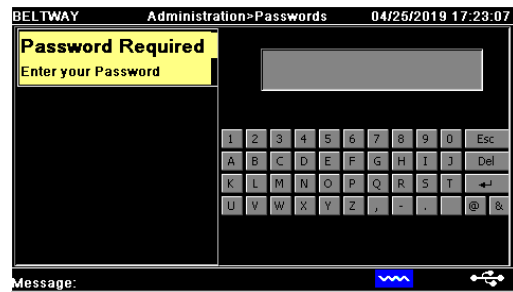 BELTWAY Administration>Passwords 04/25/2019 17:23:07
Password Required
Enter your Password
1 2 3 4 5 6 7 8 9 0 Esc
A B C D E F G H I J Del
K L M N O P Q R S T ↵
U V W X Y Z , - . @ &
Message: